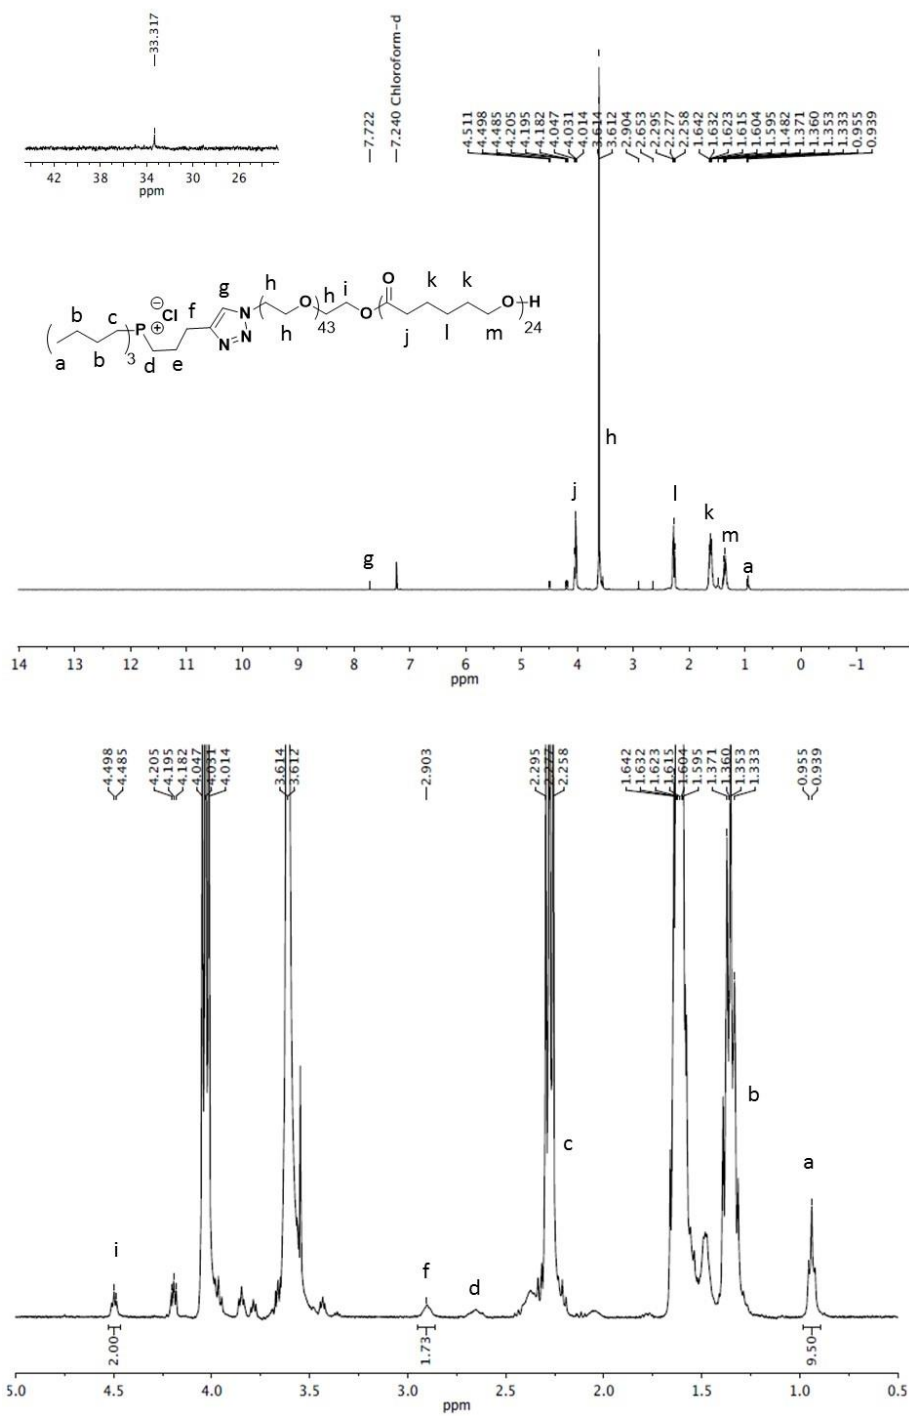 33.317
42 38 34 30 26
ppm
7.722
7.240 Chloroform-d
4.511
4.498
4.485
4.205
4.195
4.182
4.047
4.031
4.014
3.614
3.612
2.904
2.653
2.295
2.277
2.258
1.642
1.632
1.623
1.615
1.604
1.595
1.482
1.371
1.360
1.353
1.333
0.955
0.939
b c ⊖ Cl f g h h i O k k
( P ⊕ N N=N O 43 O O H 24
a b 3 d e h j l m
h
j l k m a
g
14 13 12 11 10 9 8 7 6 5 4 3 2 1 0 −1
ppm
4.498
4.485
4.205
4.195
4.182
4.047
4.031
4.014
3.614
3.612
2.903
2.295
2.277
2.258
1.642
1.632
1.623
1.615
1.604
1.595
1.371
1.360
1.353
1.333
0.955
0.939
b
c
a
i
f
d
2.00 1.73 9.50
5.0 4.5 4.0 3.5 3.0 2.5 2.0 1.5 1.0 0.5
ppm